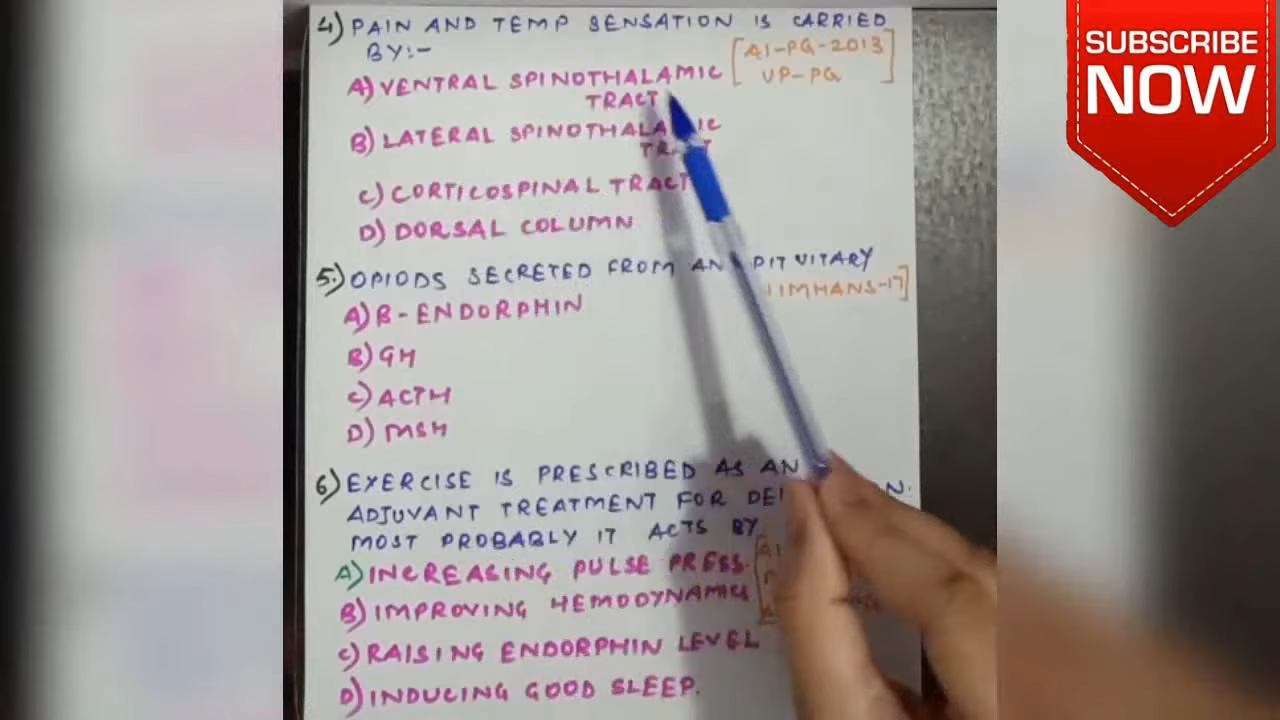 4) PAIN AND TEMP SENSATION IS CARRIED
BY:-
[AI-PG-2013
UP-PG]
A) VENTRAL SPINOTHALAMIC
TRACT
B) LATERAL SPINOTHALAMIC
TRACT
C) CORTICOSPINAL TRACT
D) DORSAL COLUMN
5.) OPIODS SECRETED FROM AN PITUITARY
IMHANS-17]
A) B-ENDORPHIN
B) GH
C) ACTH
D) MSH
6) EXERCISE IS PRESCRIBED AS AN
ADJUVANT TREATMENT FOR
MOST PROBABLY IT ACTS BY
A) INCREASING PULSE PRESS.
B) IMPROVING HEMODYNAMICS
C) RAISING ENDORPHIN LEVEL
D) INDUCING GOOD SLEEP.
SUBSCRIBE
NOW